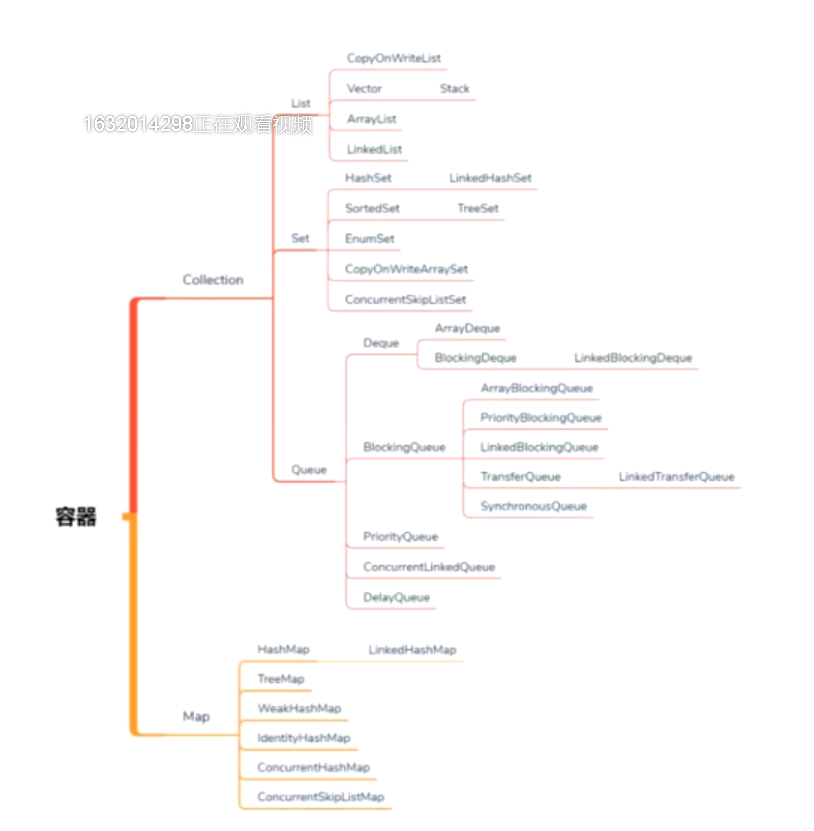 CopyOnWriteList
Vector Stack
List
1632014298正在观看视频
ArrayList
LinkedList
HashSet LinkedHashSet
SortedSet TreeSet
Set
EnumSet
CopyOnWriteArraySet
Collection
ConcurrentSkipListSet
ArrayDeque
Deque
BlockingDeque LinkedBlockingDeque
ArrayBlockingQueue
PriorityBlockingQueue
BlockingQueue
LinkedBlockingQueue
Queue
TransferQueue LinkedTransferQueue
SynchronousQueue
容器
PriorityQueue
ConcurrentLinkedQueue
DelayQueue
HashMap LinkedHashMap
TreeMap
WeakHashMap
Map
IdentityHashMap
ConcurrentHashMap
ConcurrentSkipListMap